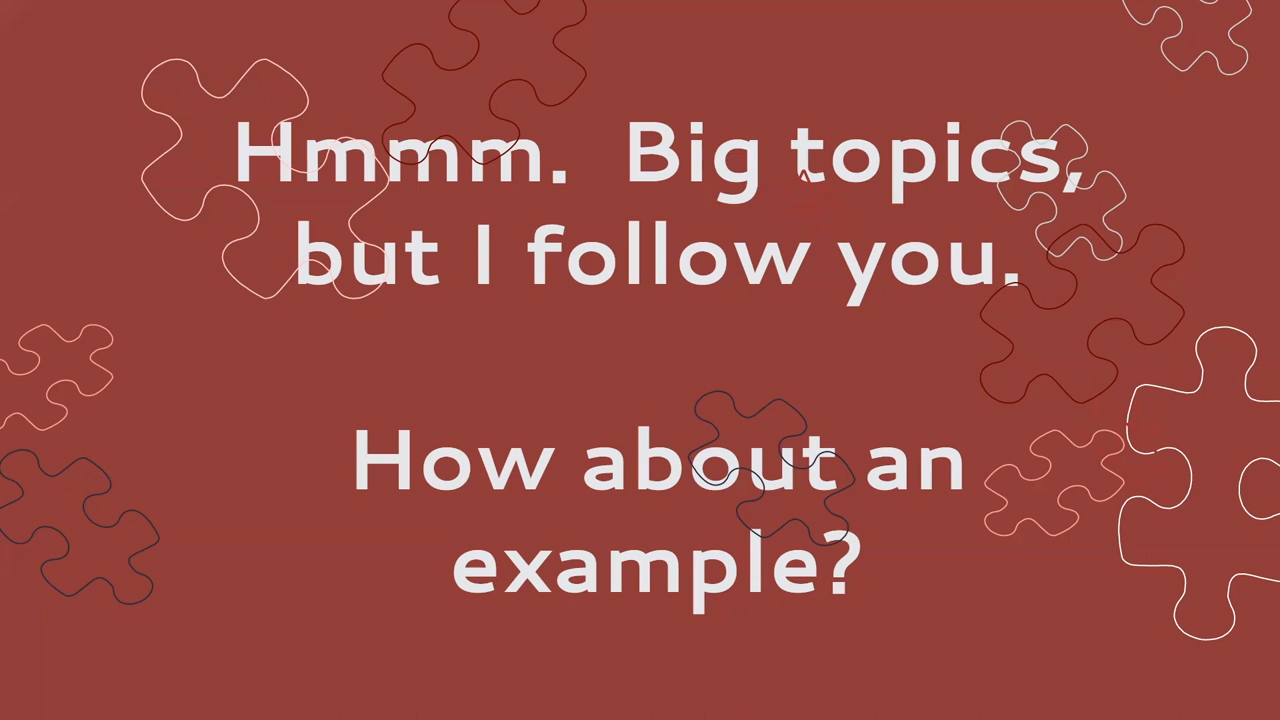 Hmmm.  Big topics,
but I follow you.
How about an
example?